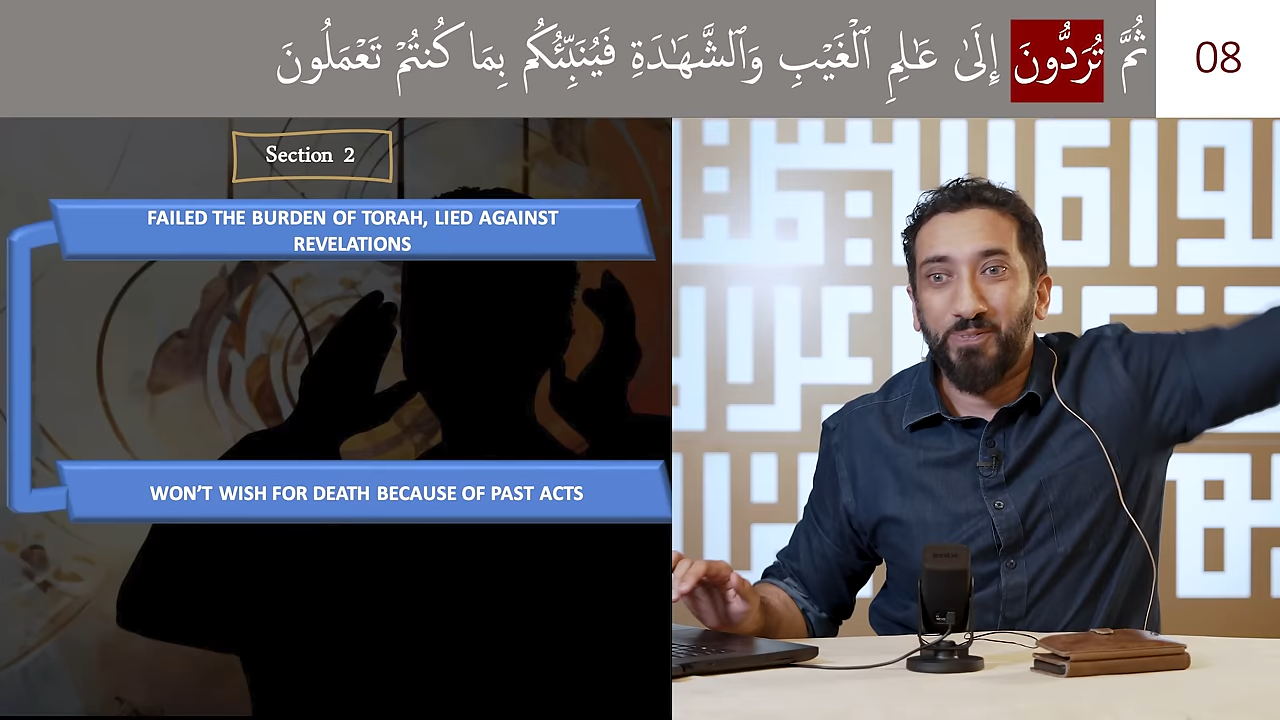 ثُمَّ تُرَدُّونَ إِلَىٰ عَـٰلِمِ ٱلْغَيْبِ وَٱلشَّهَـٰدَةِ فَيُنَبِّئُكُم بِمَا كُنتُمْ تَعْمَلُونَ
08
Section 2
FAILED THE BURDEN OF TORAH, LIED AGAINST
REVELATIONS
WON'T WISH FOR DEATH BECAUSE OF PAST ACTS